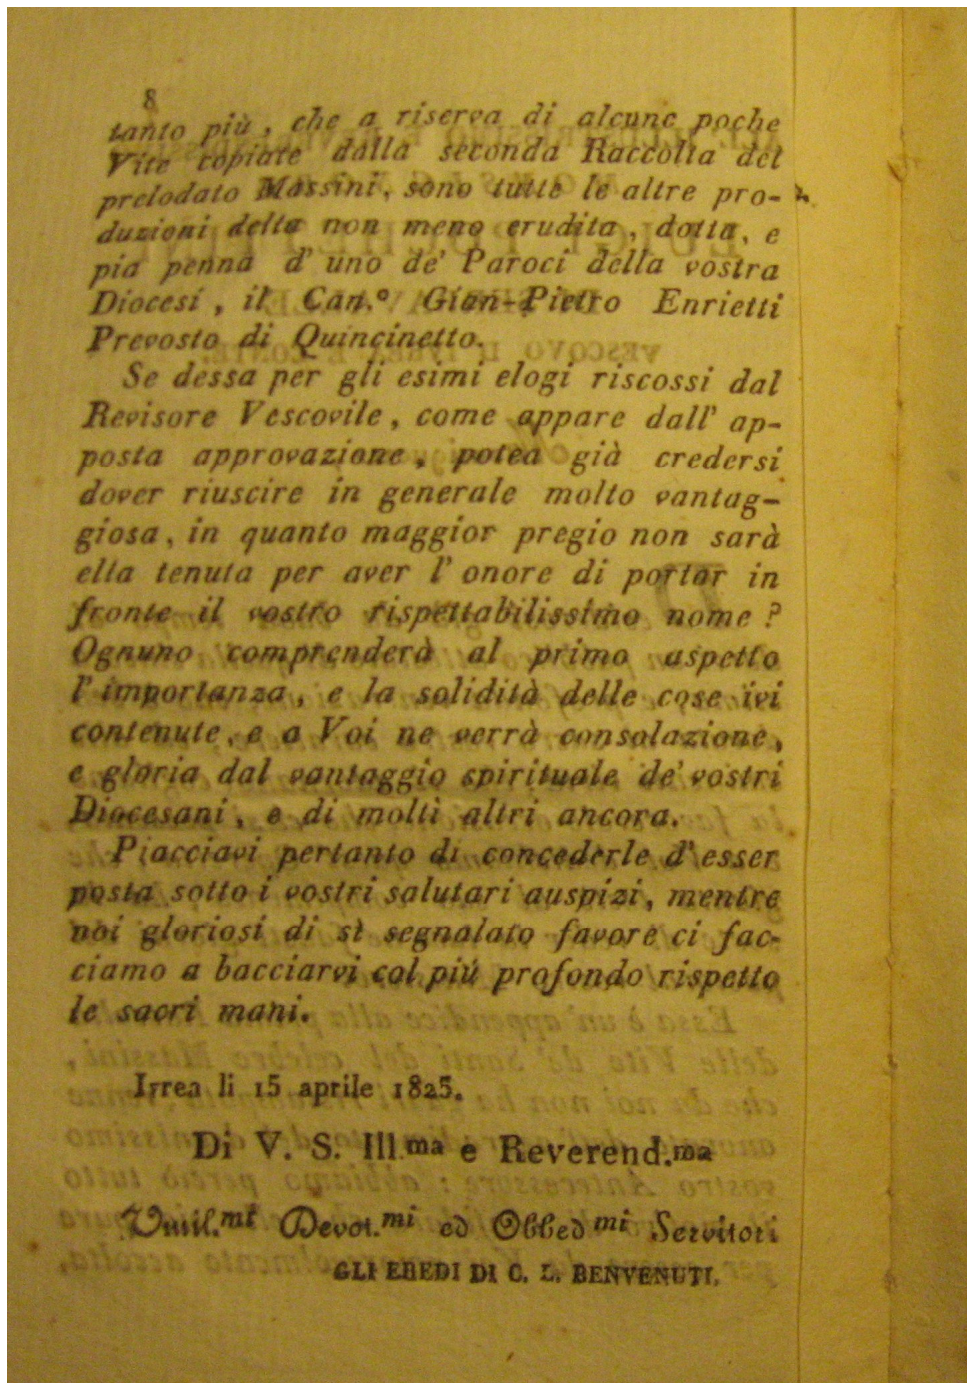 8
tanto più, che a riserva di alcune poche
Vite copiate dalla seconda Raccolta del
prelodato Massini, sono tutte le altre pro-
duzioni della non meno erudita, dotta, e
pia penna d' uno de' Paroci della vostra
Diocesi, il Can.° Gian-Pietro Enrietti
Prevosto di Quincinetto.
Se dessa per gli esimi elogi riscossi dal
Revisore Vescovile, come appare dall' ap-
posta approvazione, potea già credersi
dover riuscire in generale molto vantag-
giosa, in quanto maggior pregio non sarà
ella tenuta per aver l' onore di portar in
fronte il vostro rispettabilissimo nome?
Ognuno comprenderà al primo aspetto
l' importanza, e la solidità delle cose ivi
contenute, e a Voi ne verrà consolazione,
e gloria dal vantaggio spirituale de' vostri
Diocesani, e di molti altri ancora.
Piacciavi pertanto di concederle d' esser
posta sotto i vostri salutari auspizi, mentre
noi gloriosi di sì segnalato favore ci fac-
ciamo a bacciarvi col più profondo rispetto
le sacri mani.
Ivrea li 15 aprile 1825.
Di V. S. Ill.ma e Reverend.ma
Umil.mi Devot.mi ed Obbed.mi Servitori
GLI EREDI DI C. L. BENVENUTI.